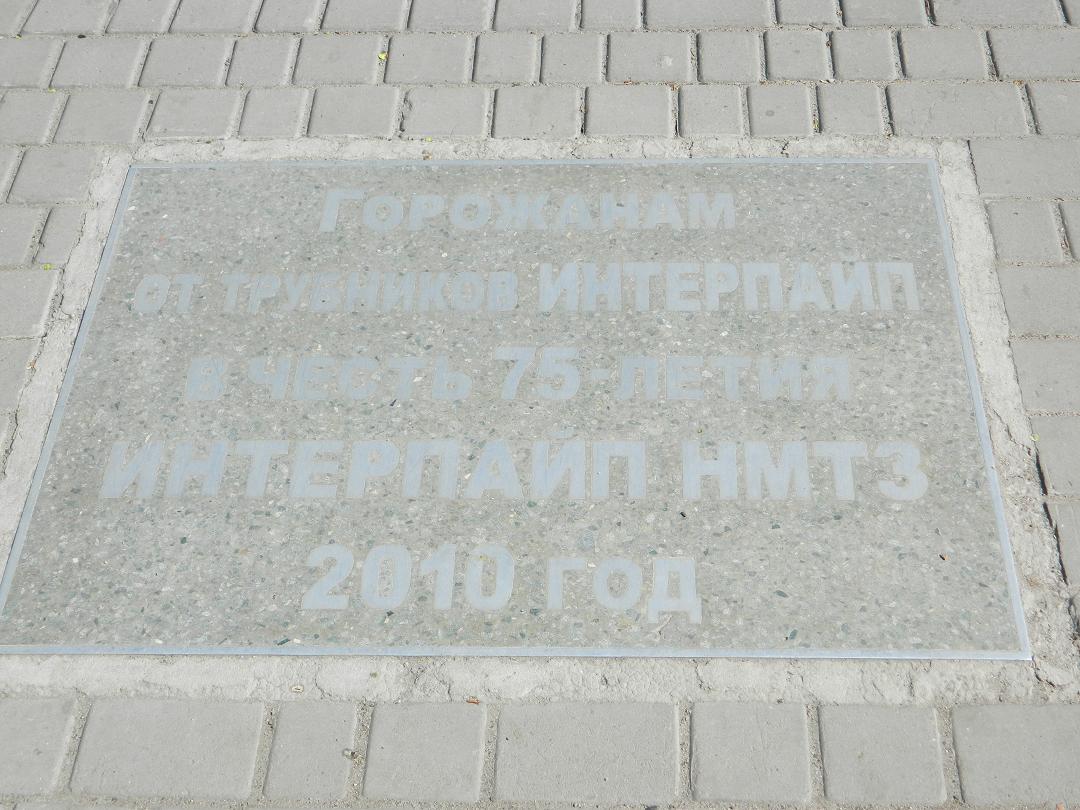 Горожанам
от трубников ИНТЕРПАЙП
в честь 75-летия
ИНТЕРПАЙП НМТЗ
2010 год